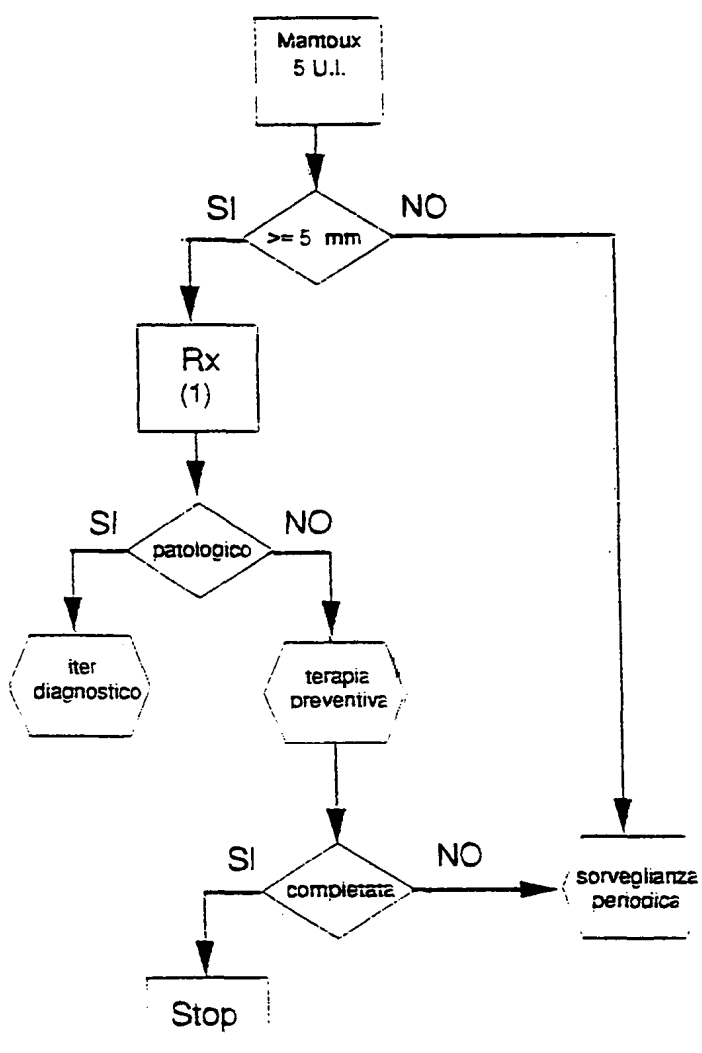 Mantoux
5 U.I.
SI
NO
>= 5 mm
Rx
(1)
SI
NO
patologico
iter
diagnostico
terapia
preventiva
SI
NO
completata
sorveglianza
periodica
Stop